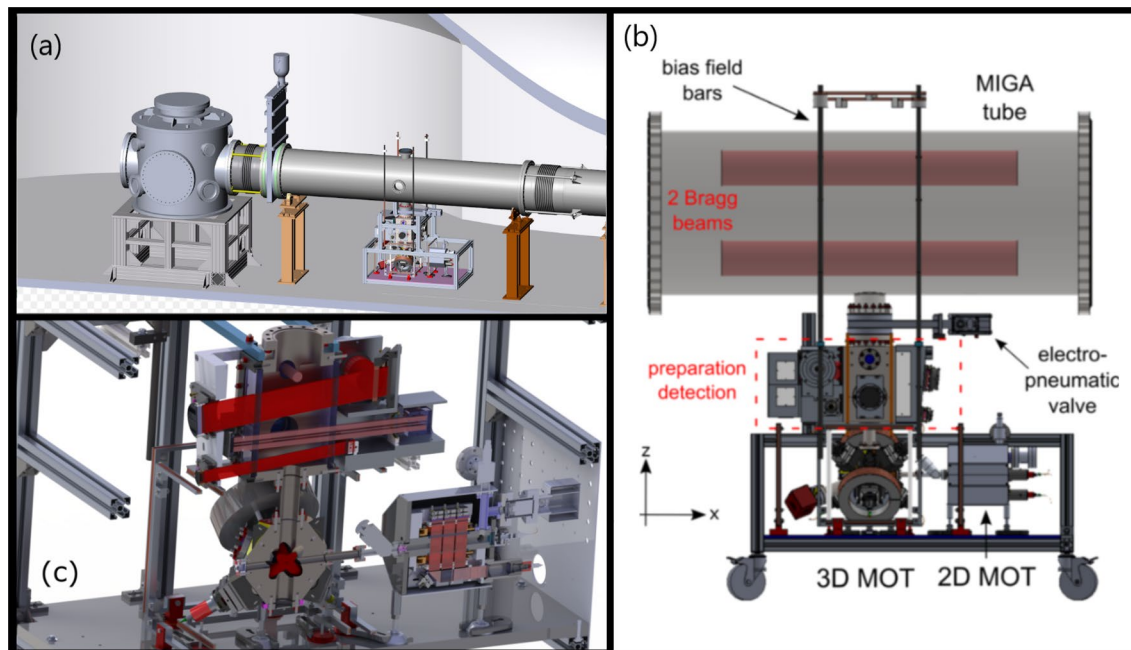 (a)
(b)
bias field
bars
MIGA
tube
2 Bragg
beams
preparation
detection
electro-
pneumatic
valve
z
x
3D MOT
2D MOT
(c)